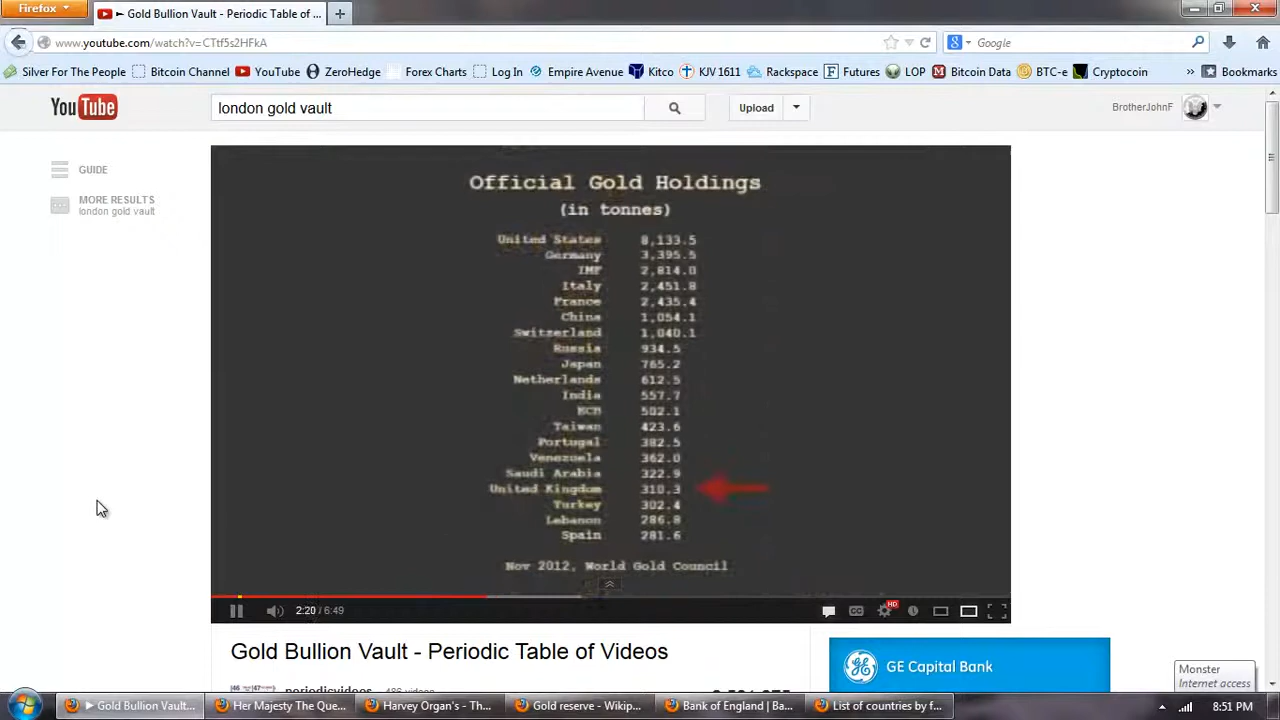 Firefox
► Gold Bullion Vault - Periodic Table of ...
www.youtube.com/watch?v=CTtf5s2HFkA
Google
Silver For The People Bitcoin Channel YouTube ZeroHedge Forex Charts Log In Empire Avenue Kitco KJV 1611 Rackspace Futures LOP Bitcoin Data BTC-e Cryptocoin » Bookmarks
YouTube
london gold vault
Upload
BrotherJohnF
GUIDE
MORE RESULTS
london gold vault
Official Gold Holdings
(in tonnes)
United States 8,133.5
Germany 3,395.5
IMF 2,814.0
Italy 2,451.8
France 2,435.4
China 1,054.1
Switzerland 1,040.1
Russia 934.5
Japan 765.2
Netherlands 612.5
India 557.7
ECB 502.1
Taiwan 423.6
Portugal 382.5
Venezuela 362.0
Saudi Arabia 322.9
United Kingdom 310.3
Turkey 302.4
Lebanon 286.8
Spain 281.6
Nov 2012, World Gold Council
2:20 / 6:49
CC
HD
Gold Bullion Vault - Periodic Table of Videos
periodicvideos 486 videos
GE Capital Bank
Monster
Internet access
► Gold Bullion Vault... Her Majesty The Que... Harvey Organ's - Th... Gold reserve - Wikip... Bank of England | Ba... List of countries by f...
8:51 PM